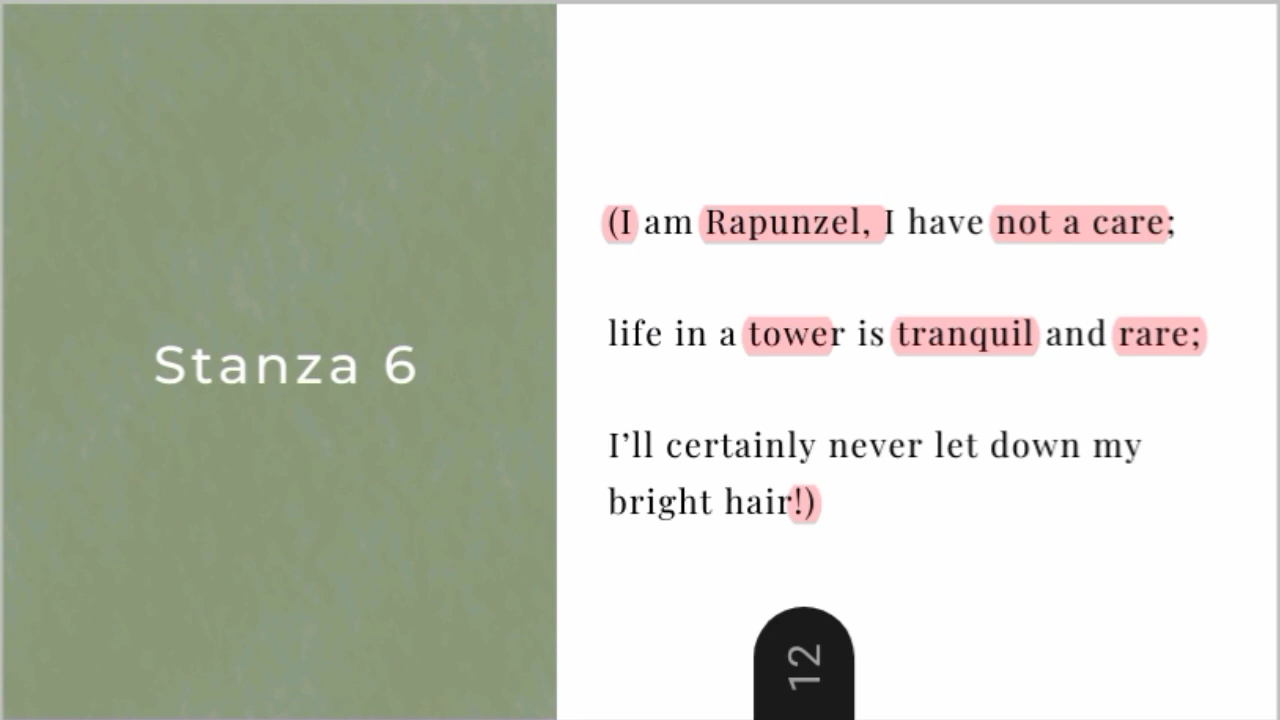 Stanza 6
(I am Rapunzel, I have not a care;
life in a tower is tranquil and rare;
I’ll certainly never let down my
bright hair!)
12